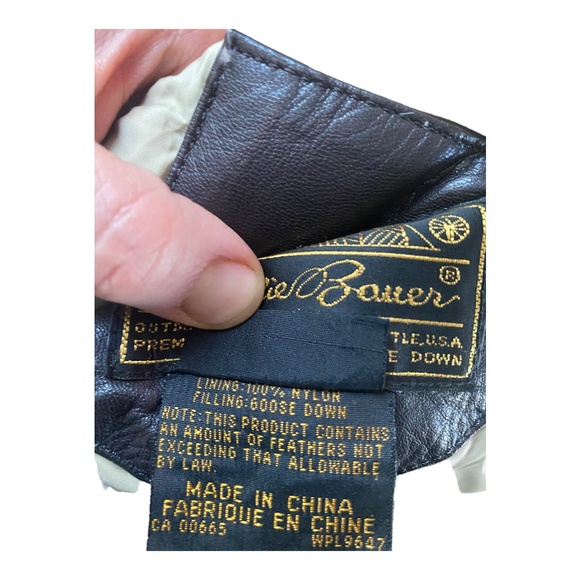 Bauer®
TTLE, U.S.A.
PREM E DOWN
LINING: 100% NYLON
FILLING: GOOSE DOWN
NOTE: THIS PRODUCT CONTAINS
AN AMOUNT OF FEATHERS NOT
EXCEEDING THAT ALLOWABLE
BY LAW.
MADE IN CHINA
FABRIQUE EN CHINE
CA 00665 WPL9647